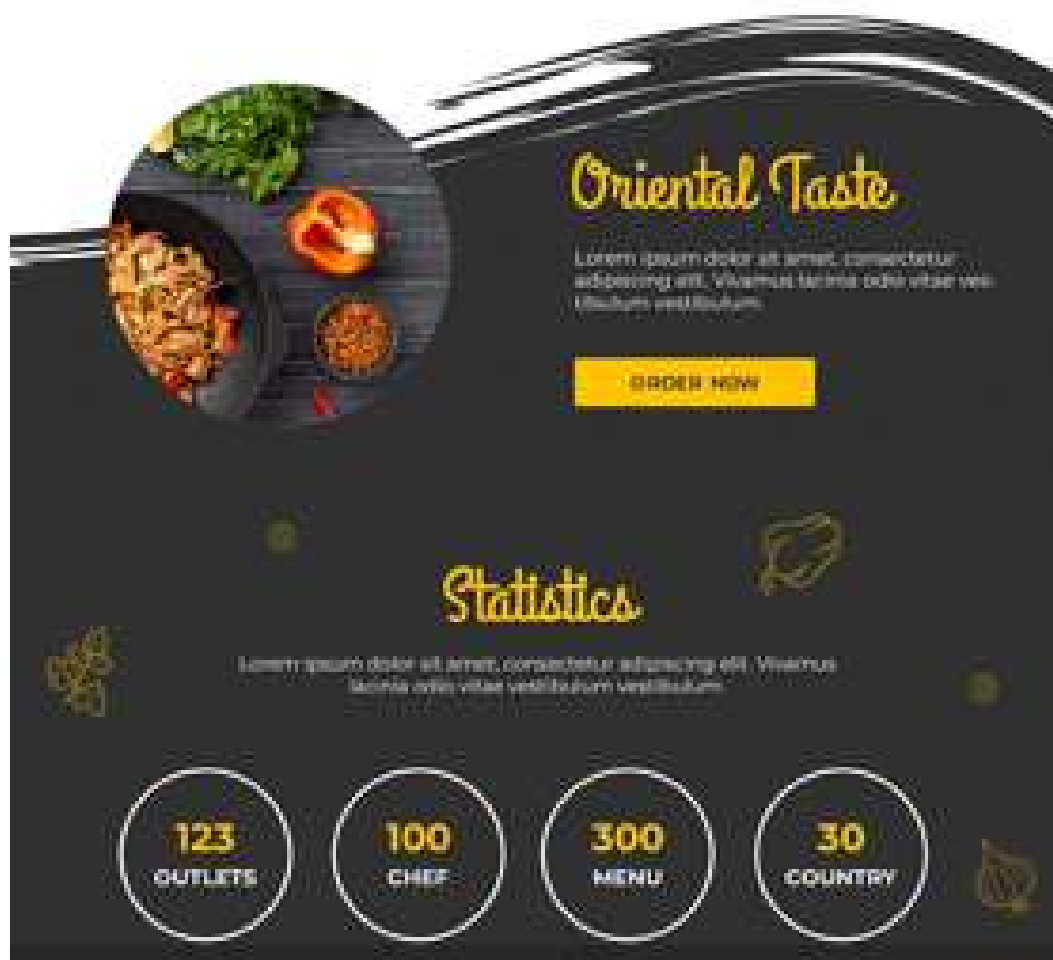 Oriental Taste
Lorem ipsum dolor sit amet, consectetur
adipiscing elit. Vivamus lacinia odio vitae ves-
tibulum vestibulum.
ORDER NOW
Statistics
Lorem ipsum dolor sit amet, consectetur adipiscing elit. Vivamus
lacinia odio vitae vestibulum vestibulum.
123
OUTLETS
100
CHEF
300
MENU
30
COUNTRY